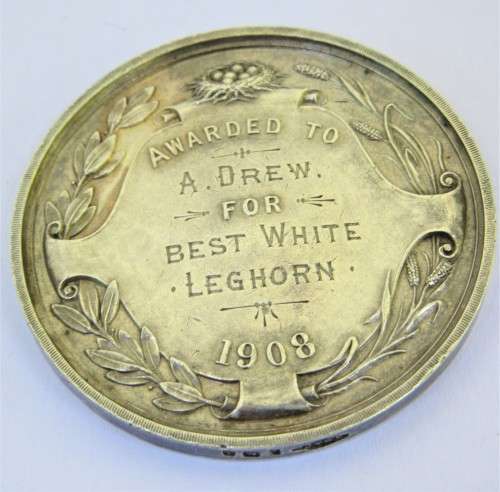 AWARDED TO
A. DREW.
FOR
BEST WHITE
· LEGHORN ·
1908